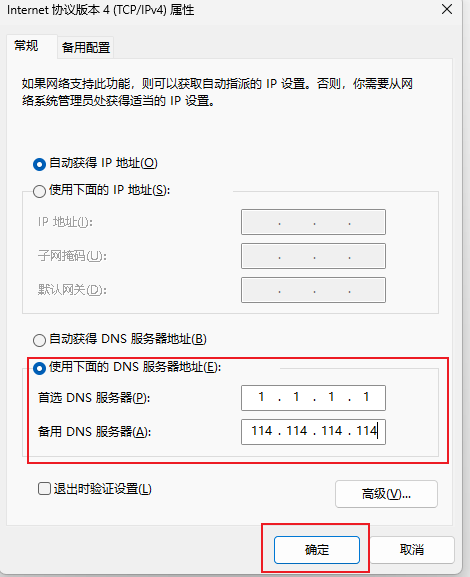 Internet 协议版本 4 (TCP/IPv4) 属性
常规 备用配置
如果网络支持此功能，则可以获取自动指派的 IP 设置。否则，你需要从网
络系统管理员处获得适当的 IP 设置。
自动获得 IP 地址(O)
使用下面的 IP 地址(S):
IP 地址(I): . . .
子网掩码(U): . . .
默认网关(D): . . .
自动获得 DNS 服务器地址(B)
使用下面的 DNS 服务器地址(E):
首选 DNS 服务器(P): 1 . 1 . 1 . 1
备用 DNS 服务器(A): 114 . 114 . 114 . 114
退出时验证设置(L)
高级(V)...
确定 取消